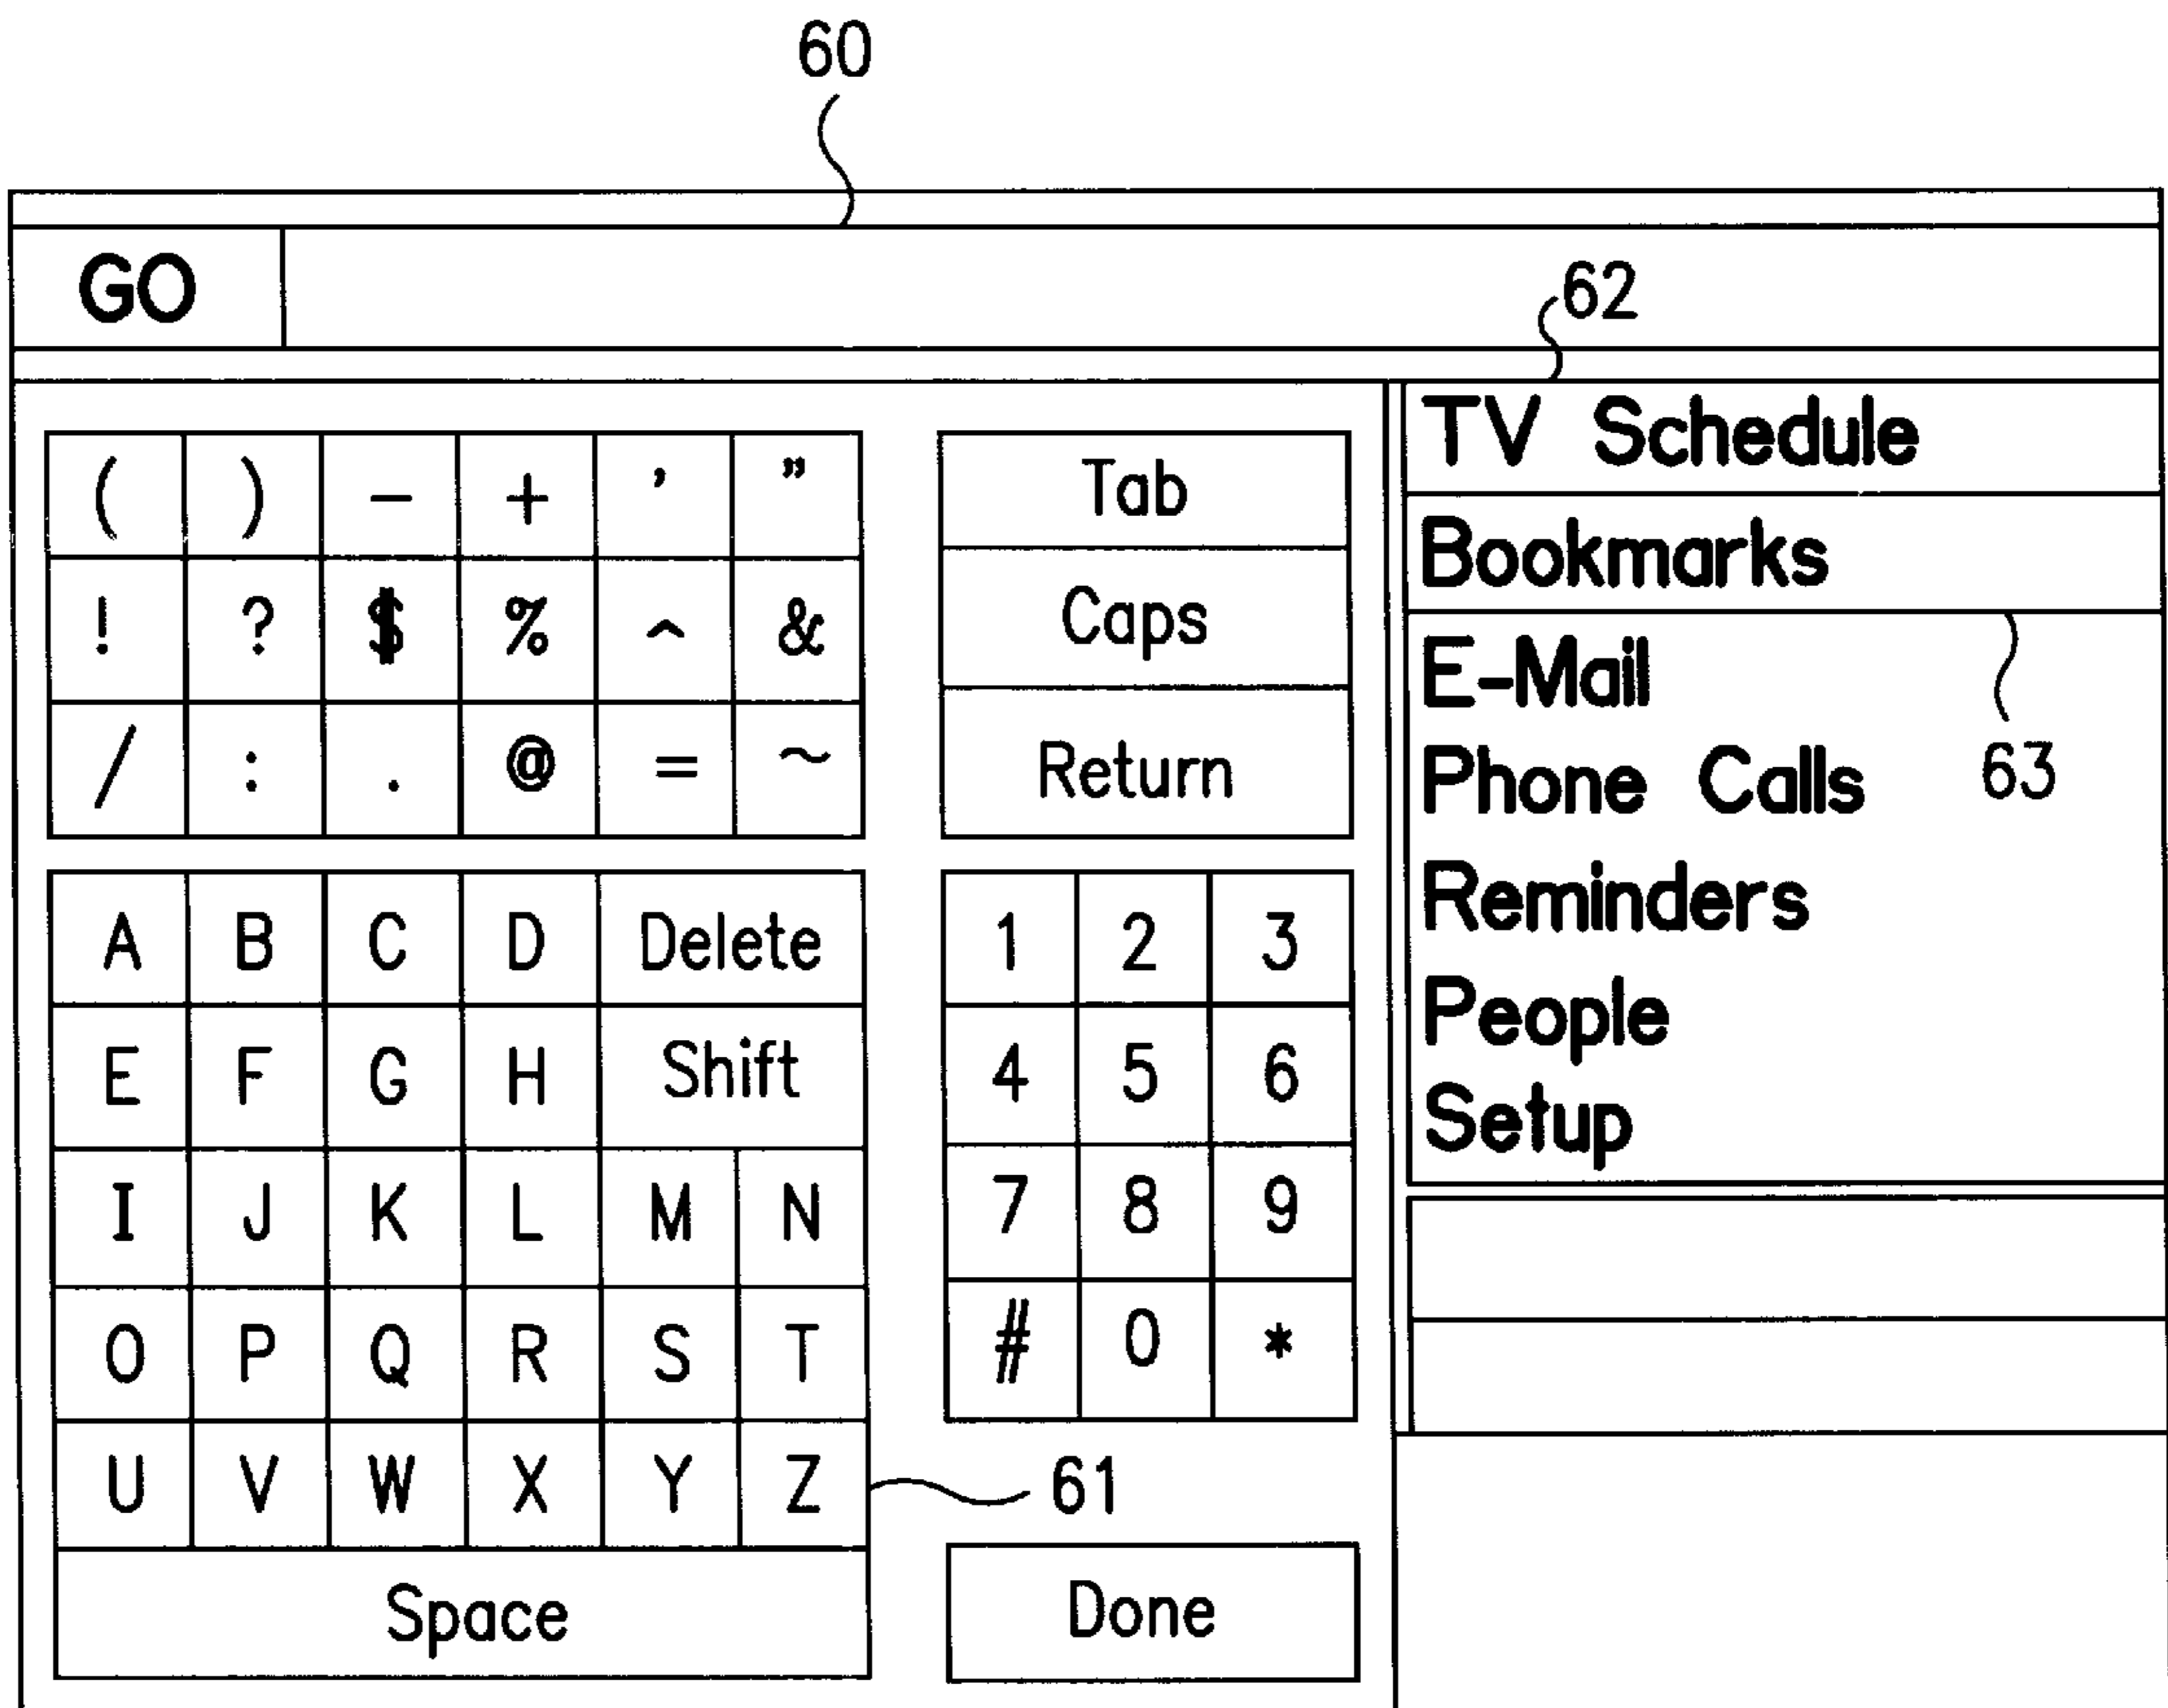 60
GO
62
( ) - + ’ ”
! ? $ % ^ &
/ : . @ = ~
Tab
Caps
Return
A B C D Delete
E F G H Shift
I J K L M N
O P Q R S T
U V W X Y Z
Space
1 2 3
4 5 6
7 8 9
# 0 *
61
Done
TV Schedule
Bookmarks
E-Mail
Phone Calls
63
Reminders
People
Setup